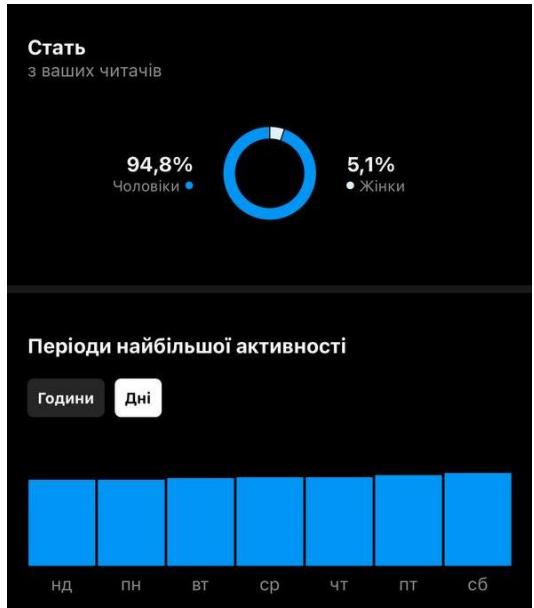 Стать
з ваших читачів
94,8%
Чоловіки
5,1%
Жінки
Періоди найбільшої активності
Години
Дні
нд пн вт ср чт пт сб